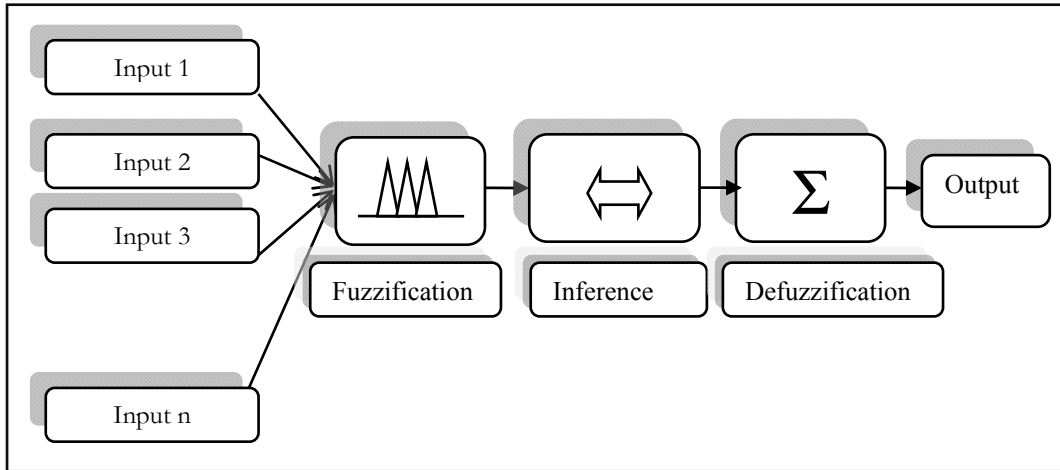 Input 1
Input 2
Input 3
Input n
Σ
Output
Fuzzification
Inference
Defuzzification